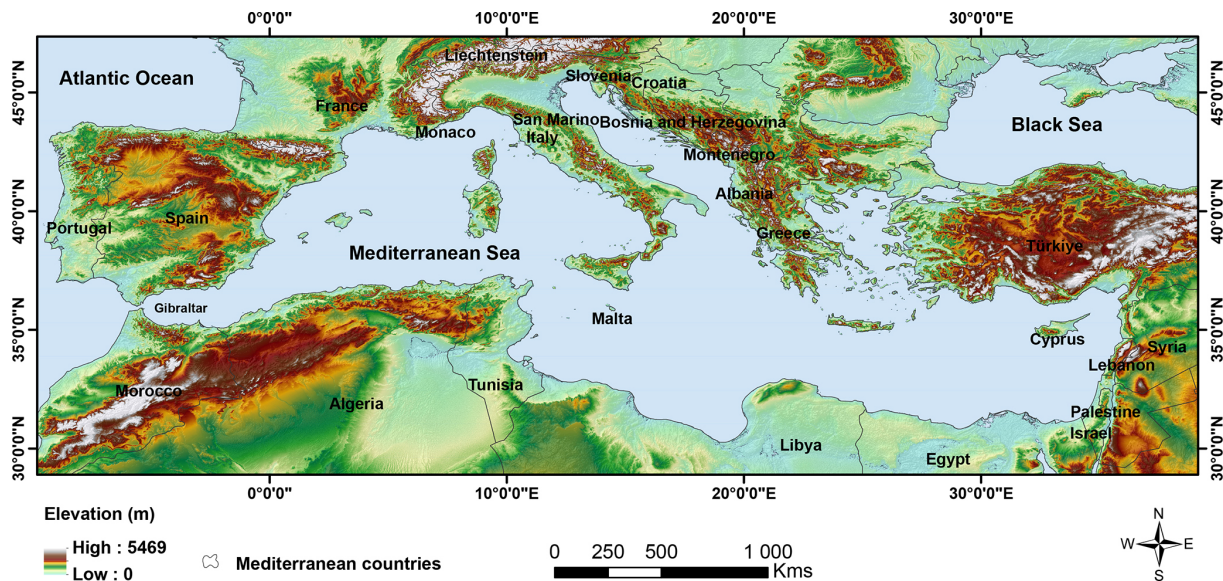 0°0'0" 10°0'0"E 20°0'0"E 30°0'0"E
45°0'0"N
40°0'0"N
35°0'0"N
30°0'0"N
45°0'0"N
40°0'0"N
35°0'0"N
30°0'0"N
Atlantic Ocean
Liechtenstein
Slovenia
Croatia
France
San Marino
Bosnia and Herzegovina
Black Sea
Monaco
Italy
Montenegro
Albania
Spain
Portugal
Greece
Türkiye
Mediterranean Sea
Gibraltar
Malta
Cyprus
Syria
Lebanon
Morocco
Tunisia
Algeria
Palestine
Israel
Libya
Egypt
0°0'0" 10°0'0"E 20°0'0"E 30°0'0"E
Elevation (m)
High : 5469
Low : 0
Mediterranean countries
0 250 500 1 000
Kms
N
W E
S